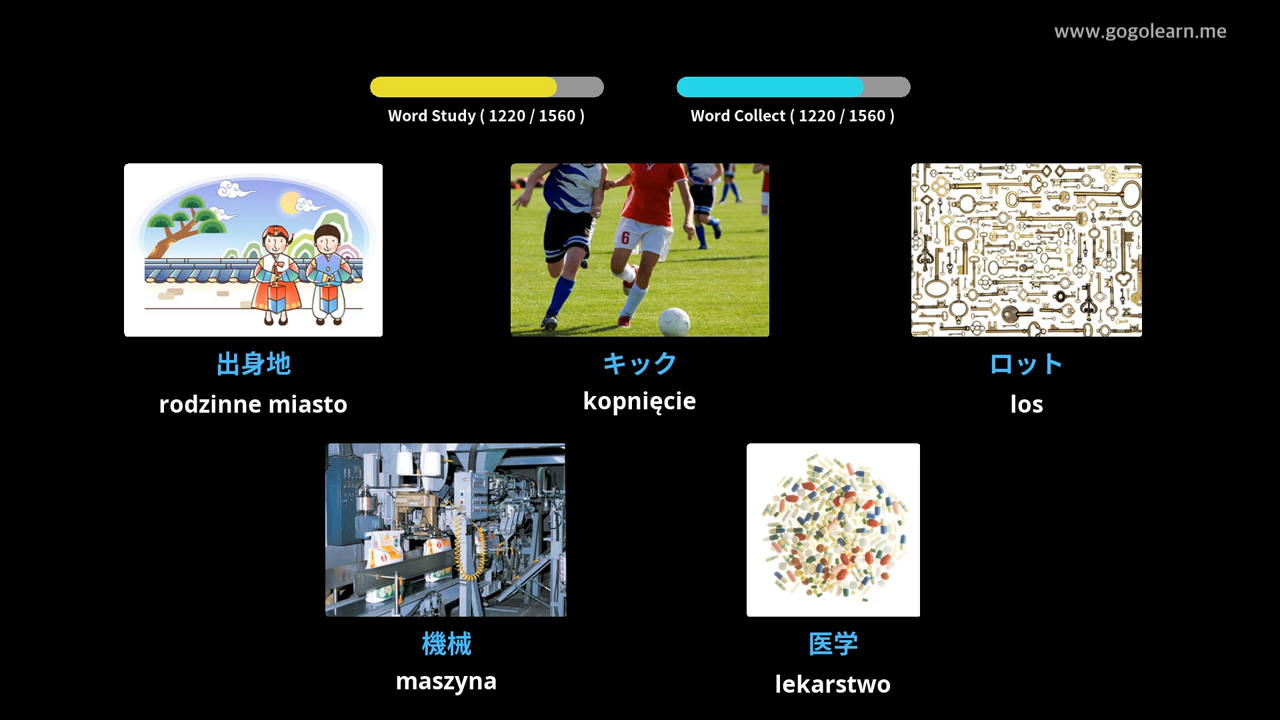 www.gogolearn.me
Word Study ( 1220 / 1560 )
Word Collect ( 1220 / 1560 )
出身地
rodzinne miasto
キック
kopnięcie
ロット
los
機械
maszyna
医学
lekarstwo